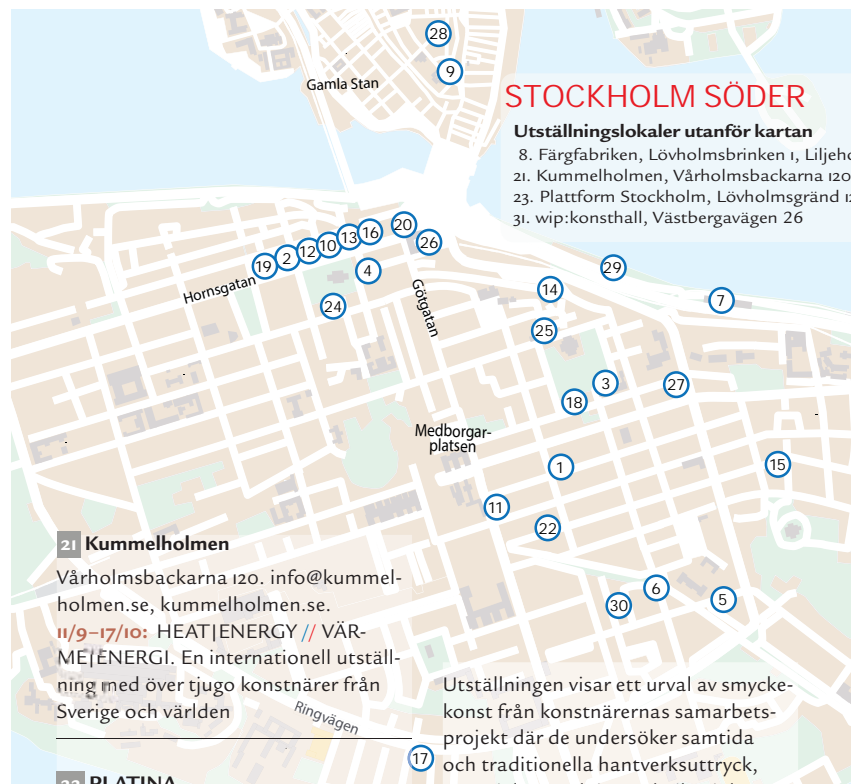 28
9
Gamla Stan
STOCKHOLM SÖDER
Utställningslokaler utanför kartan
8. Färgfabriken, Lövholmsbrinken 1,
21. Kummelholmen, Vårholmsbackarna 120
23. Plattform Stockholm, Lövholmsgränd
31. wip:konsthall, Västbergavägen 26
19
2
12
10
13
16
20
26
4
24
Hornsgatan
Götgatan
29
14
7
25
3
27
18
Medborgar-
platsen
1
15
11
22
6
30
5
21 Kummelholmen
Vårholmsbackarna 120. info@kummel-
holmen.se, kummelholmen.se.
11/9–17/10: HEAT|ENERGY // VÄR-
ME|ENERGI. En internationell utställ-
ning med över tjugo konstnärer från
Sverige och världen
Ringvägen
17
PLATINA
Utställningen visar ett urval av smycke-
konst från konstnärernas samarbets-
projekt där de undersöker samtida
och traditionella hantverksuttryck,